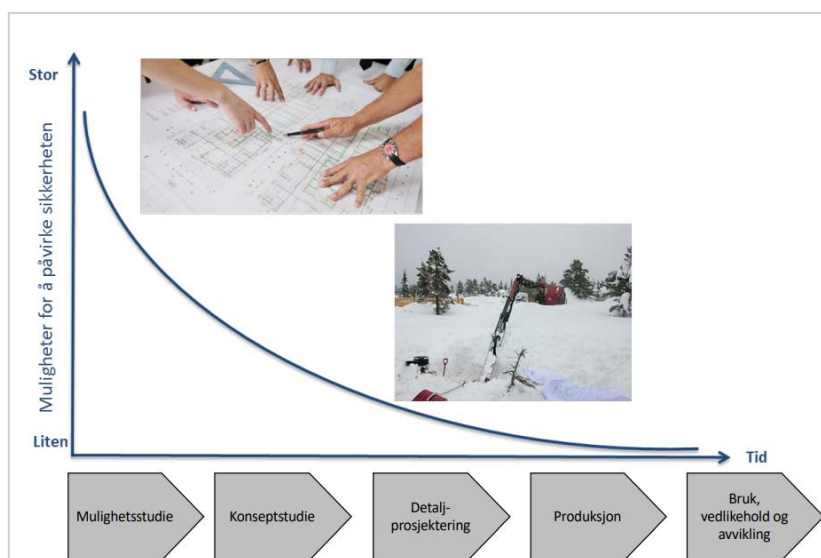 Stor
Muligheter for å påvirke sikkerheten
Liten
Tid
Mulighetsstudie
Konseptstudie
Detalj-
prosjektering
Produksjon
Bruk,
vedlikehold og
avvikling